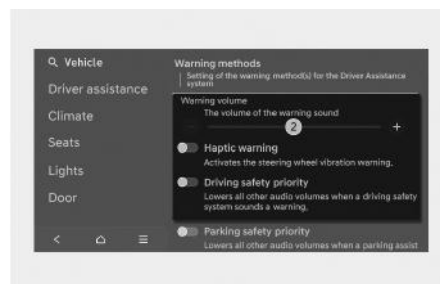 Vehicle
Driver assistance
Climate
Seats
Lights
Door
Warning methods
Setting of the warning method(s) for the Driver Assistance
system
Warning volume
The volume of the warning sound
2
Haptic warning
Activates the steering wheel vibration warning.
Driving safety priority
Lowers all other audio volumes when a driving safety
system sounds a warning.
Parking safety priority
Lowers all other audio volumes when a parking assist